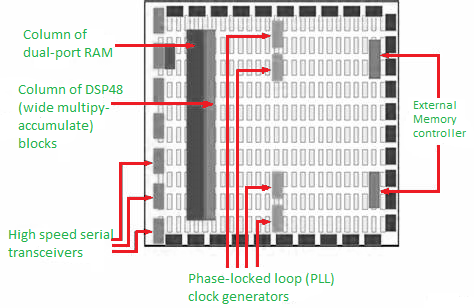 Column of
dual-port RAM
Column of DSP48
(wide multipy-
accumulate)
blocks
High speed serial
transceivers
Phase-locked loop (PLL)
clock generators
External
Memory
controller